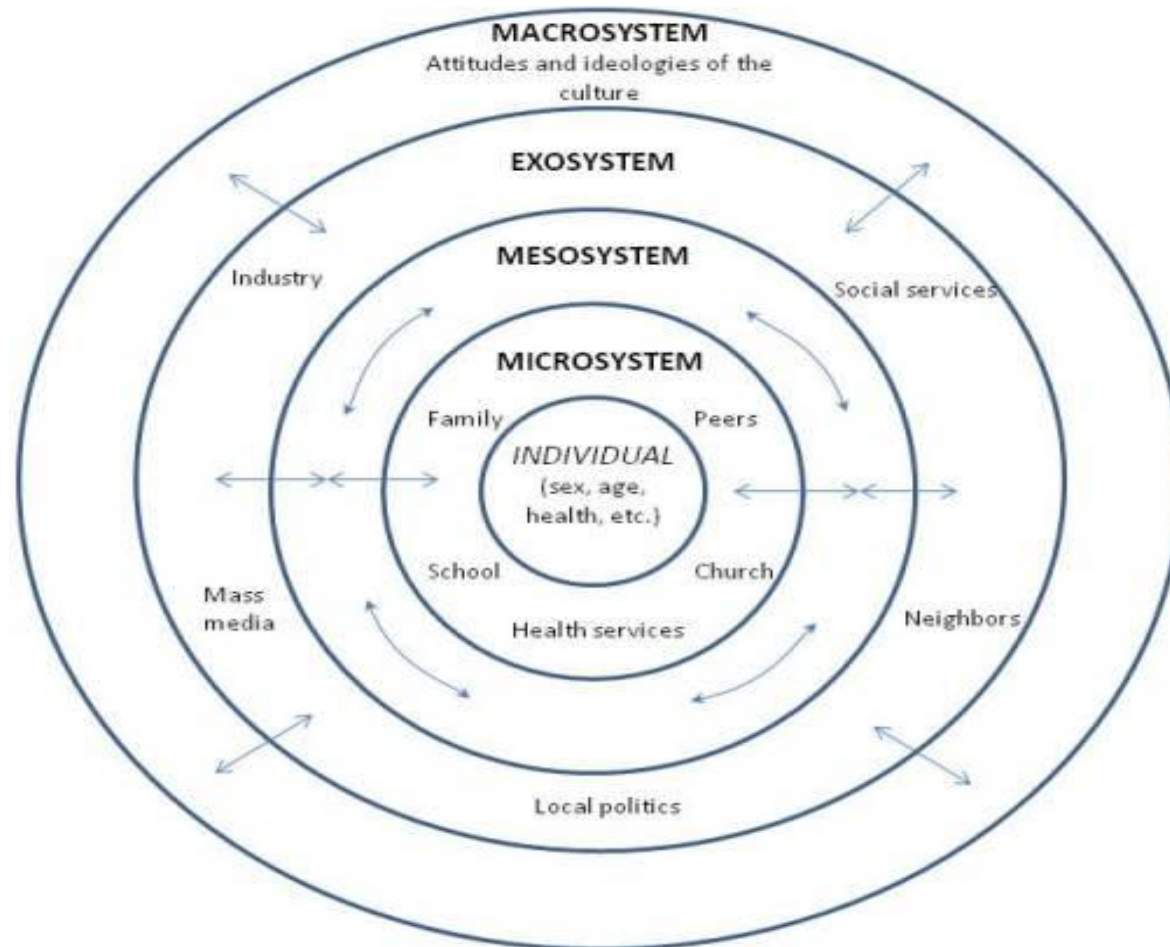 MACROSYSTEM
Attitudes and ideologies of the
culture
EXOSYSTEM
MESOSYSTEM
Industry
Social services
MICROSYSTEM
Family
Peers
INDIVIDUAL
(sex, age,
health, etc.)
School
Church
Mass
media
Health services
Neighbors
Local politics